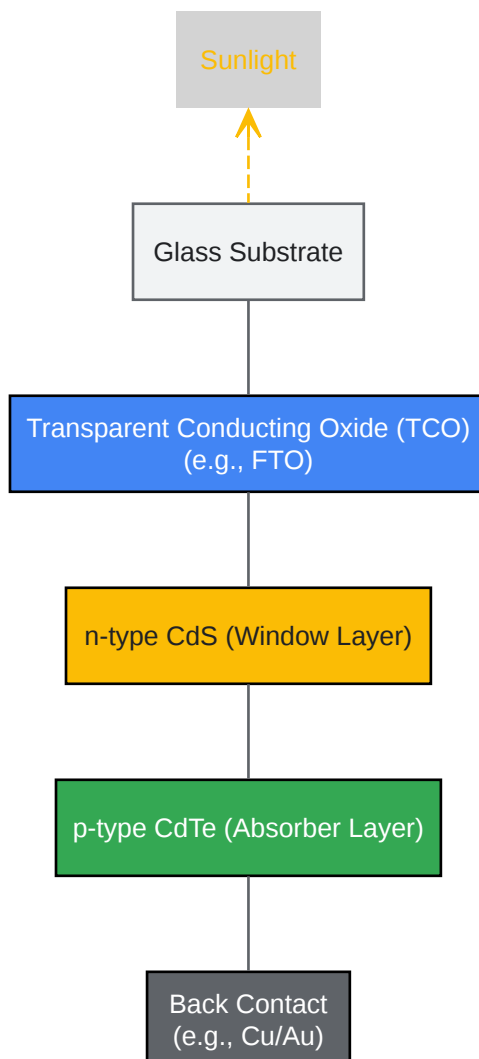 Sunlight
Glass Substrate
Transparent Conducting Oxide (TCO)
(e.g., FTO)
n-type CdS (Window Layer)
p-type CdTe (Absorber Layer)
Back Contact
(e.g., Cu/Au)